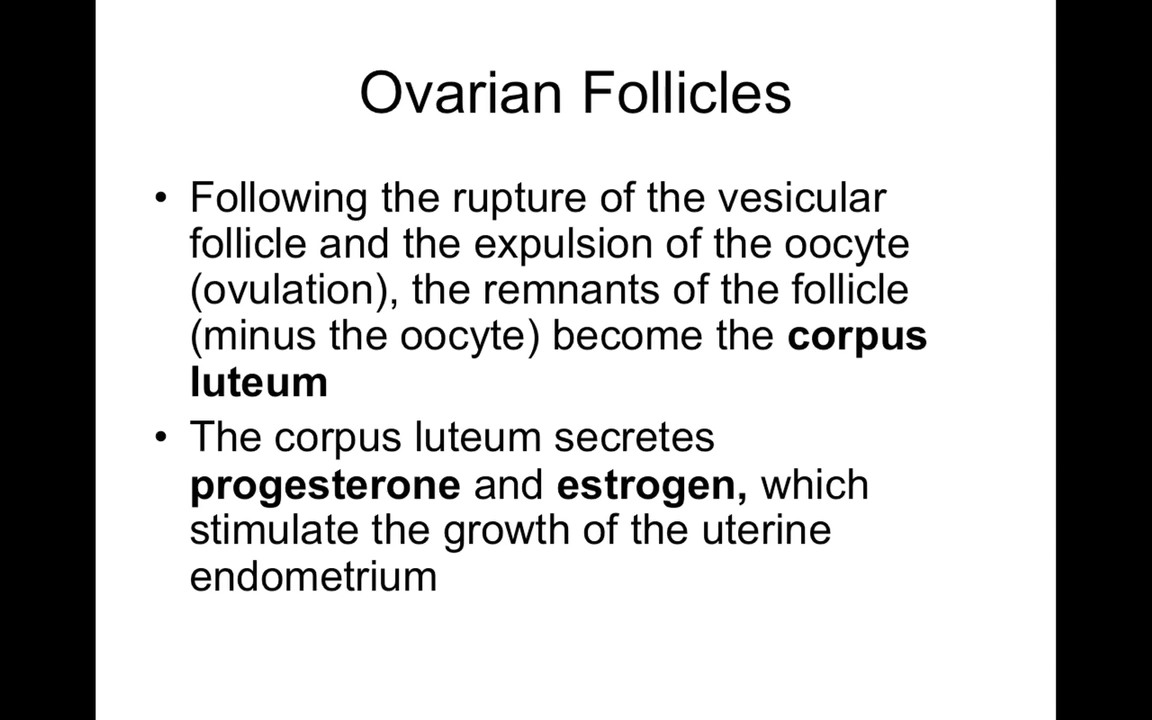 Ovarian Follicles
• Following the rupture of the vesicular
follicle and the expulsion of the oocyte
(ovulation), the remnants of the follicle
(minus the oocyte) become the corpus
luteum
• The corpus luteum secretes
progesterone and estrogen, which
stimulate the growth of the uterine
endometrium